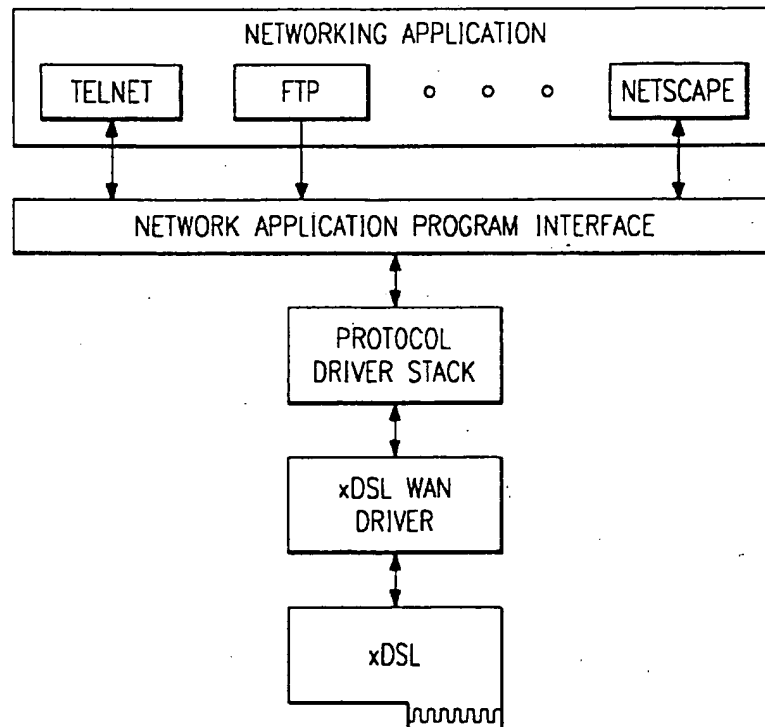 NETWORKING APPLICATION
TELNET
FTP
NETSCAPE
NETWORK APPLICATION PROGRAM INTERFACE
PROTOCOL
DRIVER STACK
xDSL WAN
DRIVER
xDSL